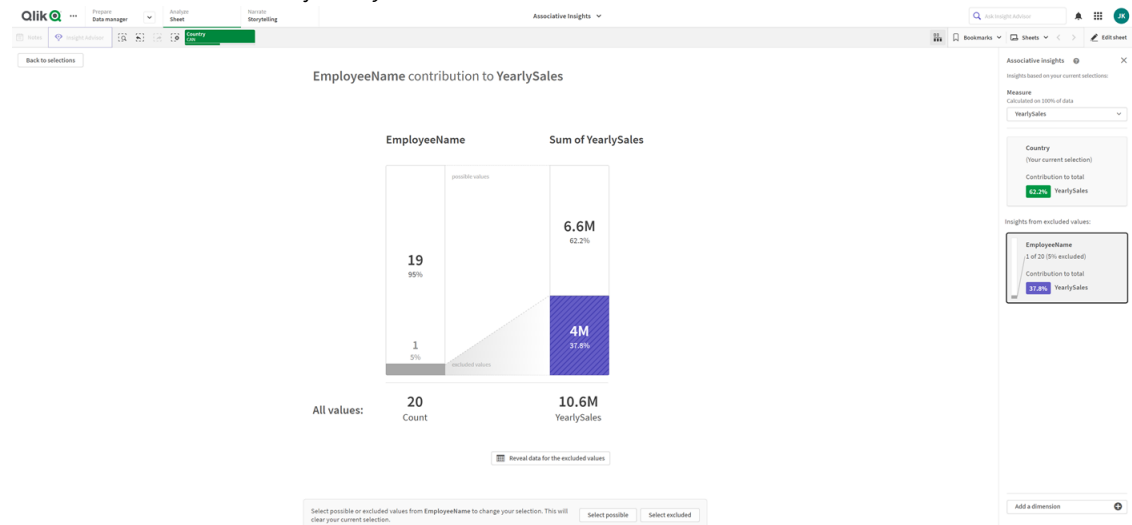 Qlik Q ... Prepare Data manager Analyze Sheet Narrate Storytelling Associative Insights Ask Insight Advisor JK
Notes Insight Advisor Country CAN Bookmarks Sheets Edit sheet
Back to selections
EmployeeName contribution to YearlySales
EmployeeName Sum of YearlySales
possible values
6.6M
62.2%
19
95%
4M
37.8%
1
5%
excluded values
All values:
20
Count
10.6M
YearlySales
Reveal data for the excluded values
Select possible or excluded values from EmployeeName to change your selection. This will
clear your current selection.
Select possible Select excluded
Associative insights
Insights based on your current selections:
Measure
Calculated on 100% of data
YearlySales
Country
(Your current selection)
Contribution to total
62.2% YearlySales
Insights from excluded values:
EmployeeName
1 of 20 (5% excluded)
Contribution to total
37.8% YearlySales
Add a dimension